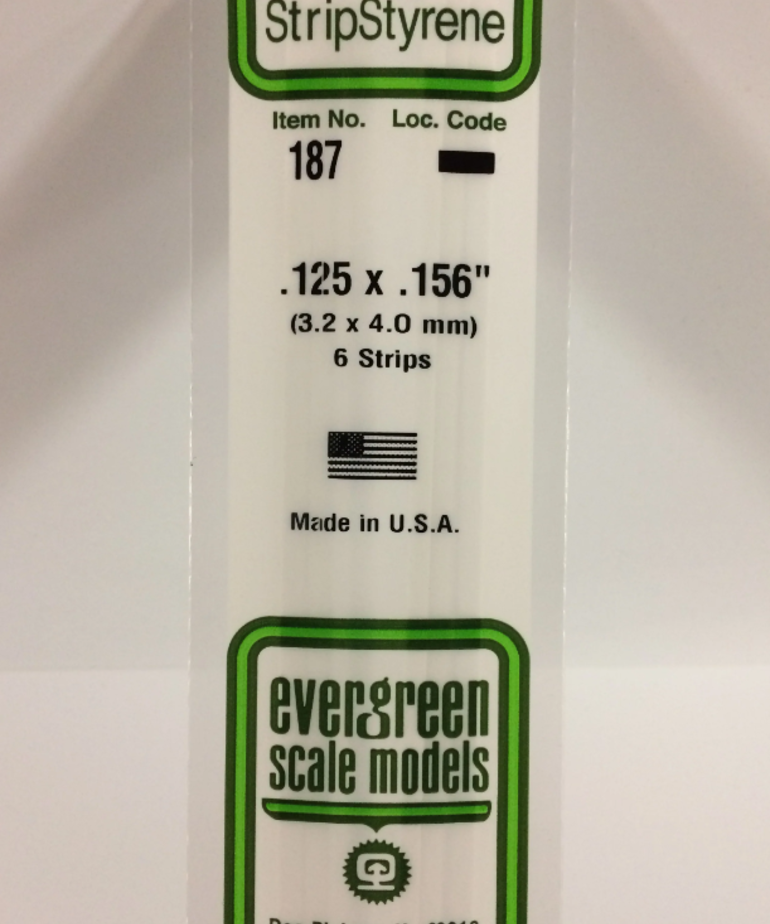 StripStyrene
Item No. Loc. Code
187
.125 x .156"
(3.2 x 4.0 mm)
6 Strips
Made in U.S.A.
evergreen
scale models